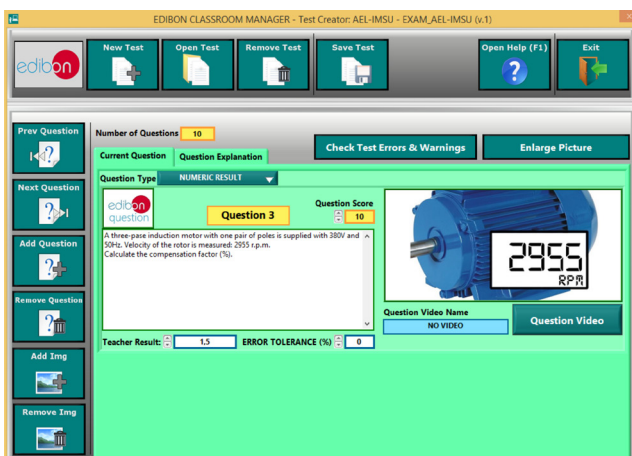 EDIBON CLASSROOM MANAGER - Test Creator: AEL-IMSU - EXAM_AEL-IMSU (v.1)
edibon
New Test
Open Test
Remove Test
Save Test
Open Help (F1)
Exit
Prev Question
Next Question
Add Question
Remove Question
Add Img
Remove Img
Number of Questions 10
Check Test Errors & Warnings
Enlarge Picture
Current Question
Question Explanation
Question Type NUMERIC RESULT
edibon
question
Question 3
Question Score
10
A three-pase induction motor with one pair of poles is supplied with 380V and
50Hz. Velocity of the rotor is measured: 2955 r.p.m.
Calculate the compensation factor (%).
2955
RPM
Question Video Name
NO VIDEO
Question Video
Teacher Result: 1,5 ERROR TOLERANCE (%) 0